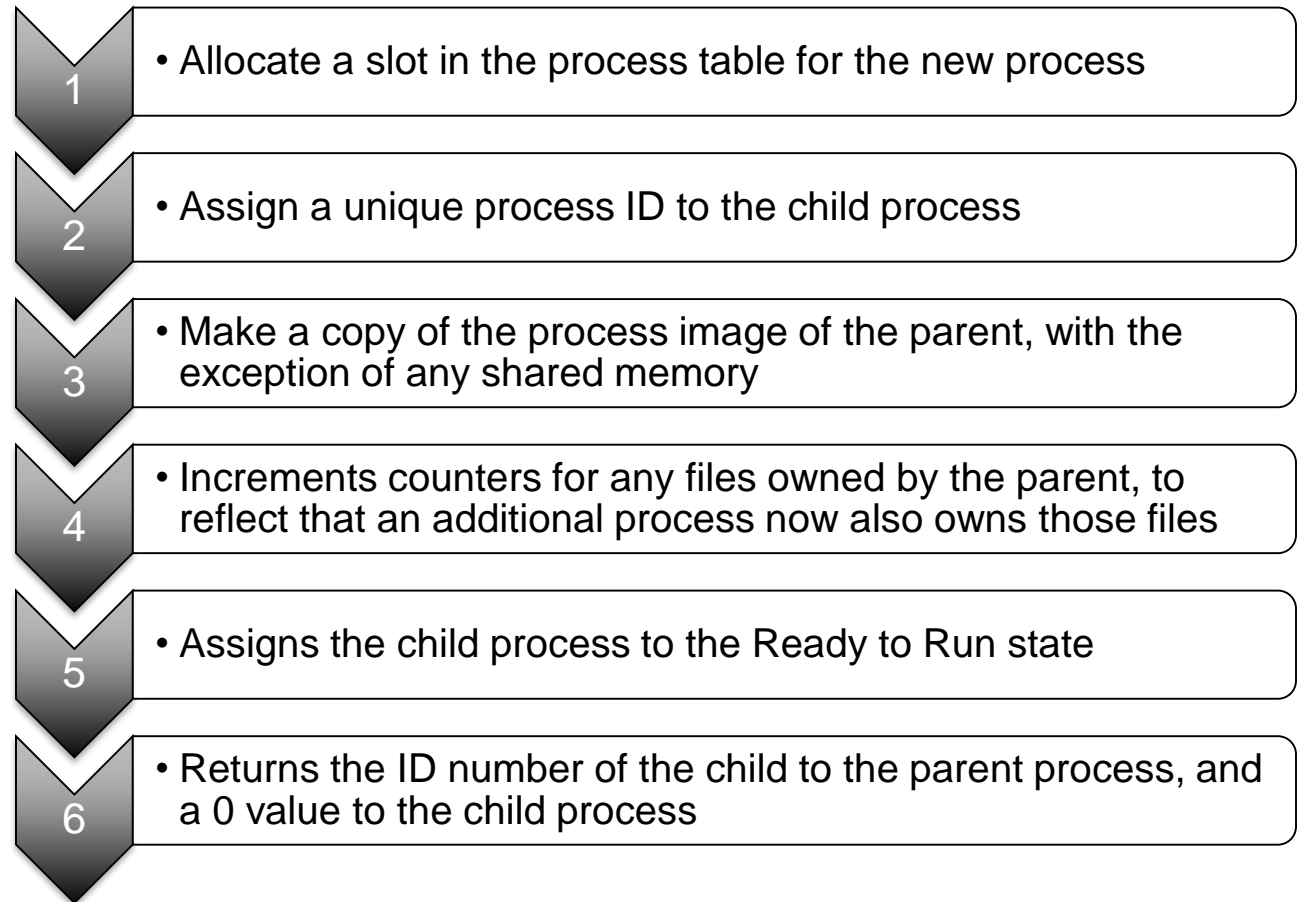 1
• Allocate a slot in the process table for the new process
2
• Assign a unique process ID to the child process
3
• Make a copy of the process image of the parent, with the
exception of any shared memory
4
• Increments counters for any files owned by the parent, to
reflect that an additional process now also owns those files
5
• Assigns the child process to the Ready to Run state
6
• Returns the ID number of the child to the parent process, and
a 0 value to the child process